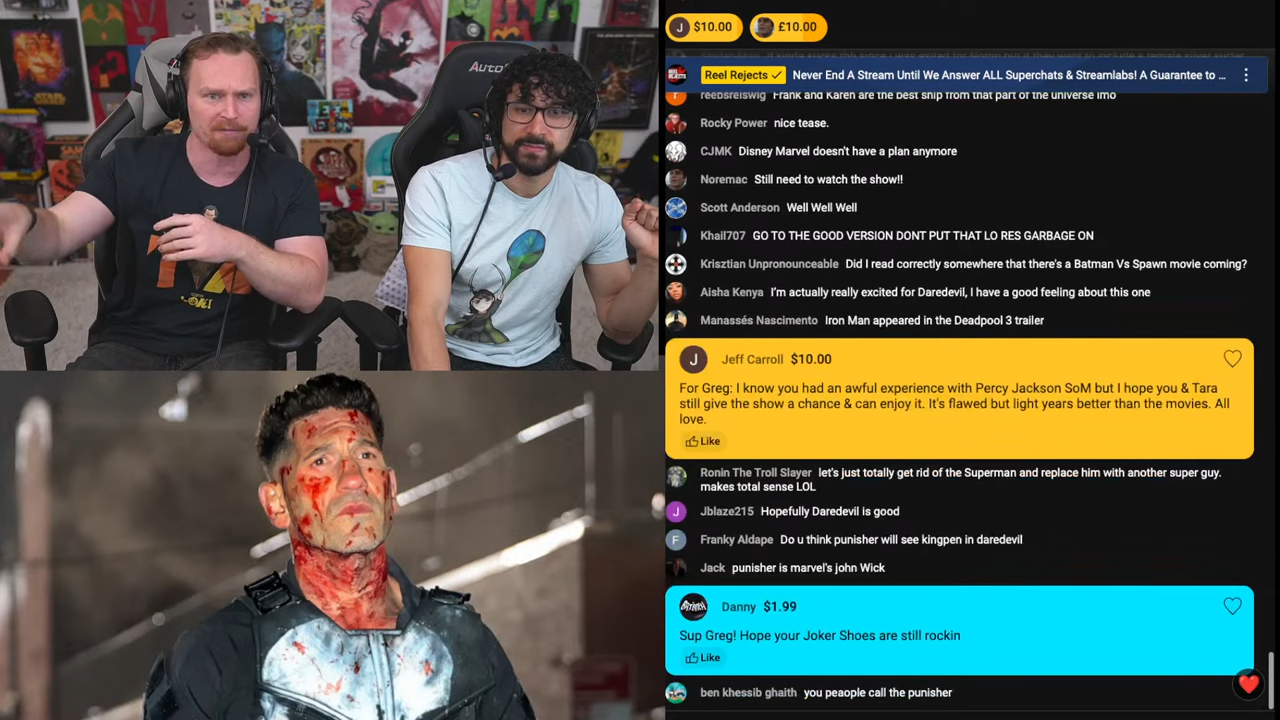 J $10.00 £10.00
Reel Rejects ✓ Never End A Stream Until We Answer ALL Superchats & Streamlabs! A Guarantee to ...
reebsrelswig Frank and Karen are the best ship from that part of the universe imo
Rocky Power nice tease.
CJMK Disney Marvel doesn't have a plan anymore
Noremac Still need to watch the show!!
Scott Anderson Well Well Well
Khail707 GO TO THE GOOD VERSION DONT PUT THAT LO RES GARBAGE ON
Krisztian Unpronounceable Did I read correctly somewhere that there's a Batman Vs Spawn movie coming?
Aisha Kenya I'm actually really excited for Daredevil, I have a good feeling about this one
Manassés Nascimento Iron Man appeared in the Deadpool 3 trailer
J Jeff Carroll $10.00
For Greg: I know you had an awful experience with Percy Jackson SoM but I hope you & Tara
still give the show a chance & can enjoy it. It's flawed but light years better than the movies. All
love.
Like
Ronin The Troll Slayer let's just totally get rid of the Superman and replace him with another super guy.
makes total sense LOL
J Jblaze215 Hopefully Daredevil is good
F Franky Aldape Do u think punisher will see kingpen in daredevil
Jack punisher is marvel's john Wick
Danny $1.99
Sup Greg! Hope your Joker Shoes are still rockin
Like
ben khessib ghaith you peaople call the punisher
LOKI